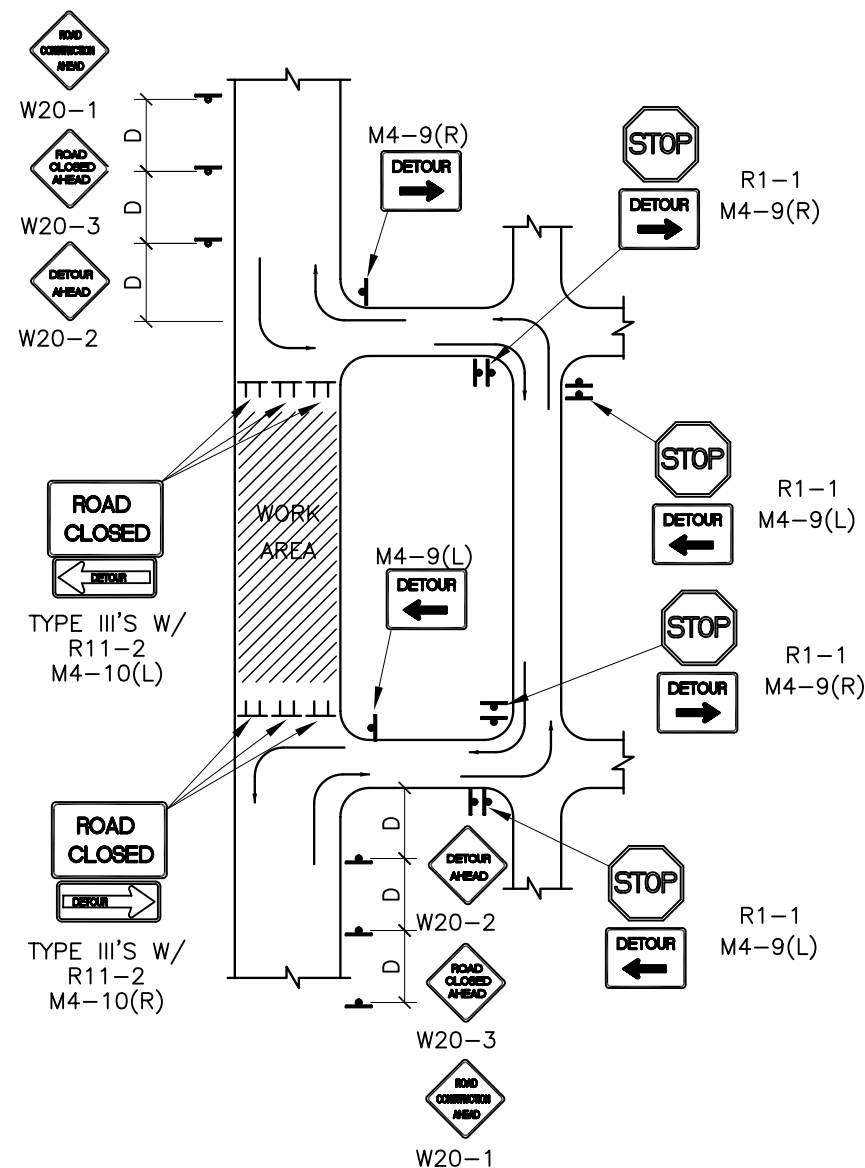 ROAD
CONSTRUCTION
AHEAD
W20-1
D
ROAD
CLOSED
AHEAD
W20-3
D
DETOUR
AHEAD
W20-2
D
M4-9(R)
DETOUR
STOP
DETOUR
R1-1
M4-9(R)
STOP
DETOUR
R1-1
M4-9(L)
ROAD
CLOSED
DETOUR
TYPE III'S W/
R11-2
M4-10(L)
WORK
AREA
M4-9(L)
DETOUR
STOP
DETOUR
R1-1
M4-9(R)
ROAD
CLOSED
DETOUR
TYPE III'S W/
R11-2
M4-10(R)
D
DETOUR
AHEAD
W20-2
D
ROAD
CLOSED
AHEAD
W20-3
D
ROAD
CONSTRUCTION
AHEAD
W20-1
STOP
DETOUR
R1-1
M4-9(L)